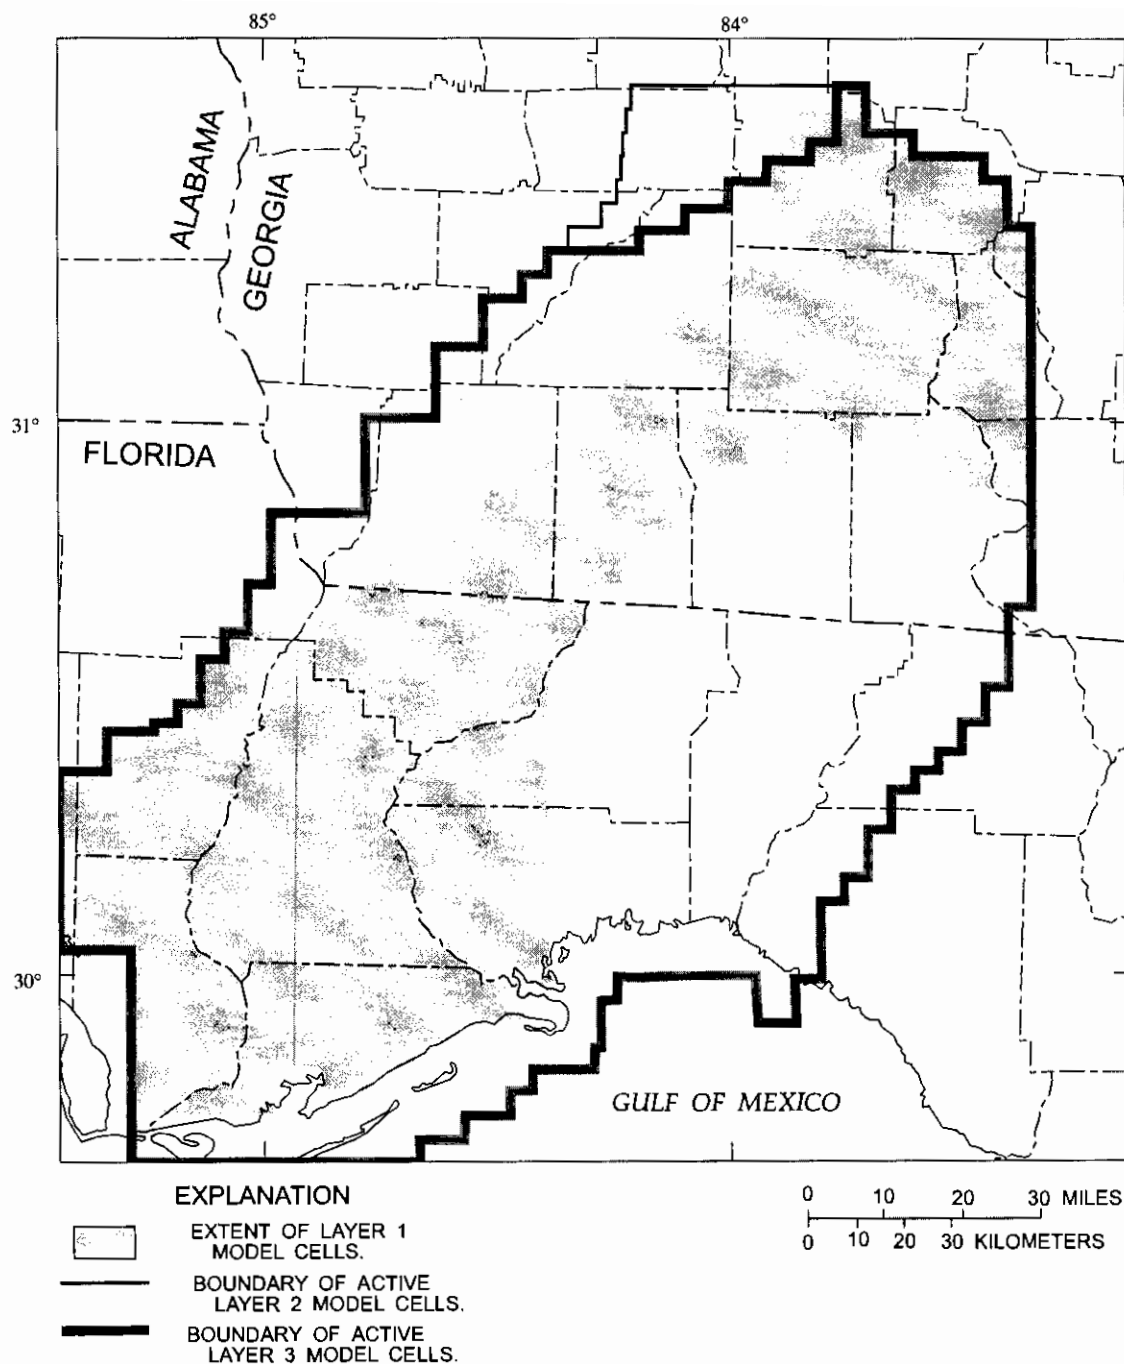 85° 84°
ALABAMA
GEORGIA
31°
FLORIDA
30°
GULF OF MEXICO
EXPLANATION
EXTENT OF LAYER 1
MODEL CELLS.
BOUNDARY OF ACTIVE
LAYER 2 MODEL CELLS.
BOUNDARY OF ACTIVE
LAYER 3 MODEL CELLS.
0 10 20 30 MILES
0 10 20 30 KILOMETERS